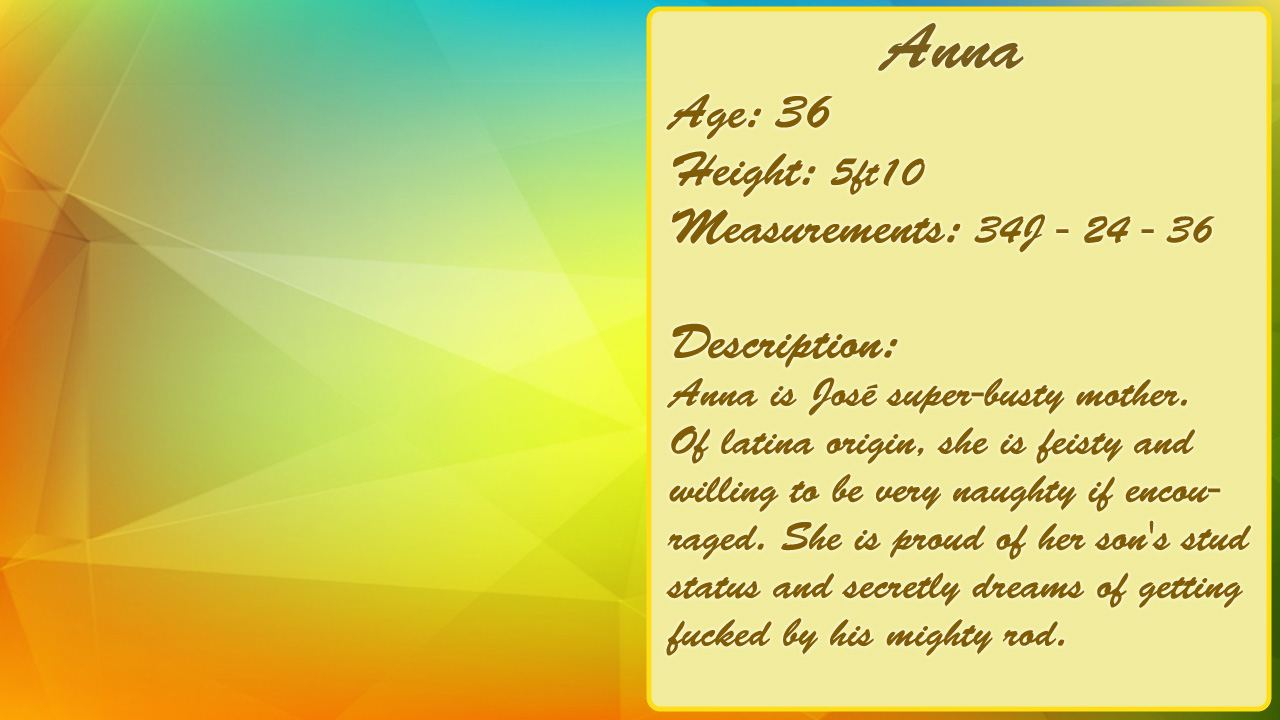 Anna
Age: 36
Height: 5ft10
Measurements: 34J - 24 - 36
Description:
Anna is José super-busty mother.
Of latina origin, she is feisty and
willing to be very naughty if encou-
raged. She is proud of her son's stud
status and secretly dreams of getting
fucked by his mighty rod.